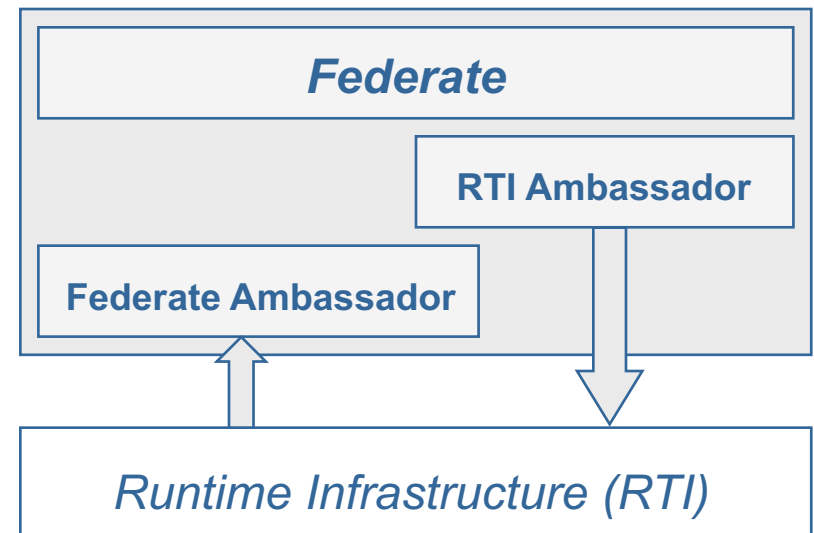 Federate
RTI Ambassador
Federate Ambassador
Runtime Infrastructure (RTI)